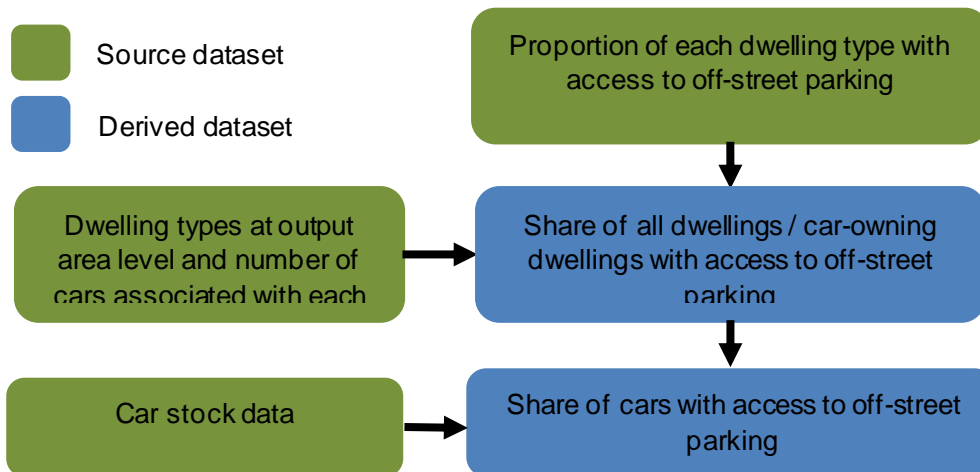 Source dataset
Derived dataset
Proportion of each dwelling type with
access to off-street parking
Dwelling types at output
area level and number of
cars associated with each
Share of all dwellings / car-owning
dwellings with access to off-street
parking
Car stock data
Share of cars with access to off-street
parking